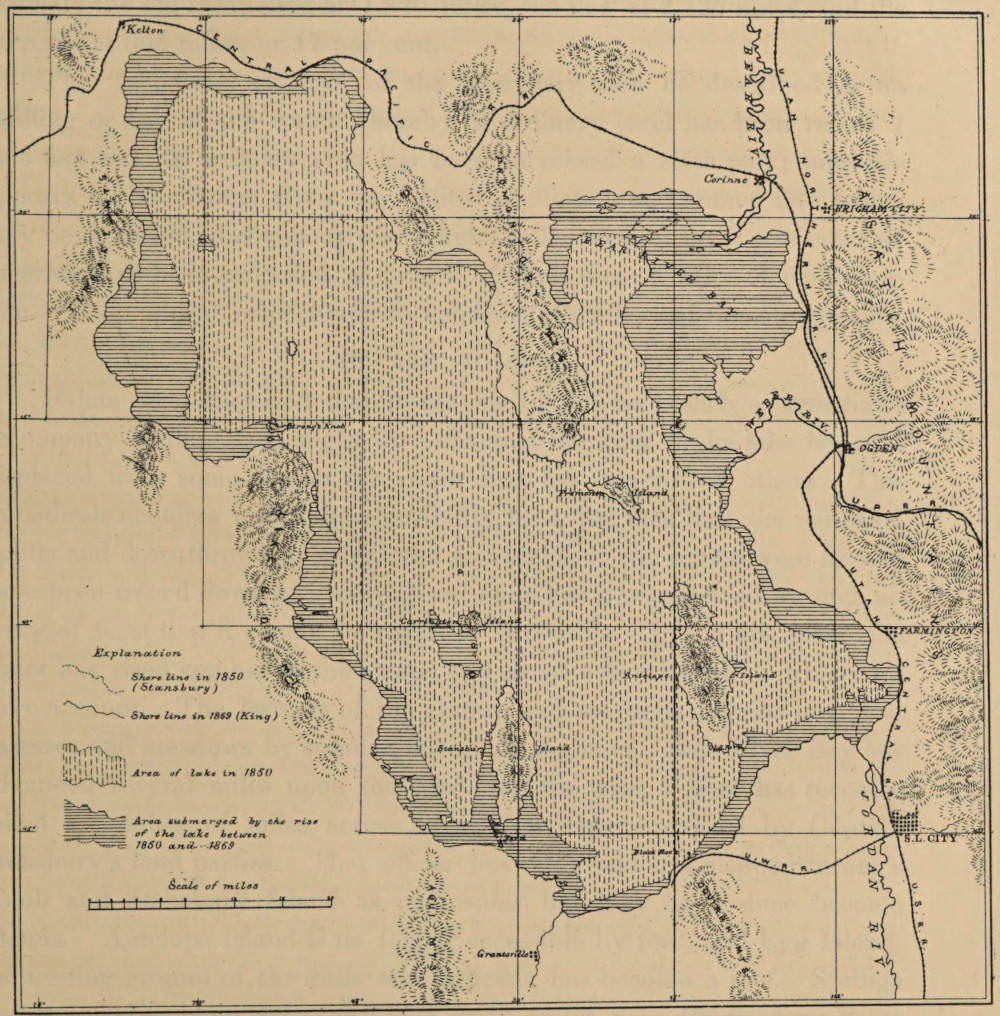 Kelton
CENTRAL PACIFIC R.R.
BEAR RIVER
UTAH NORTHERN R.R.
WASATCH MOUNTAINS
Corinne
BRIGHAM CITY
PROMONTORY MTS
BEAR RIVER BAY
WEBER RIV.
OGDEN
U.P.R.R.
Strong's Knob
Fremont Island
UTAH CENTRAL R.R.
Carrington Island
FARMINGTON
Antelope Island
Explanation
Shore line in 1850
(Stansbury)
Shore line in 1869 (King)
Stansbury Island
Area of lake in 1850
Area submerged by the rise
of the lake between
1850 and 1869
Ford
Black Rock
S.L. CITY
JORDAN RIV.
U.W.R.R.
U.S.R.R.
Scale of miles
AQUI MTS
OQUIRRH MTS
Grantsville